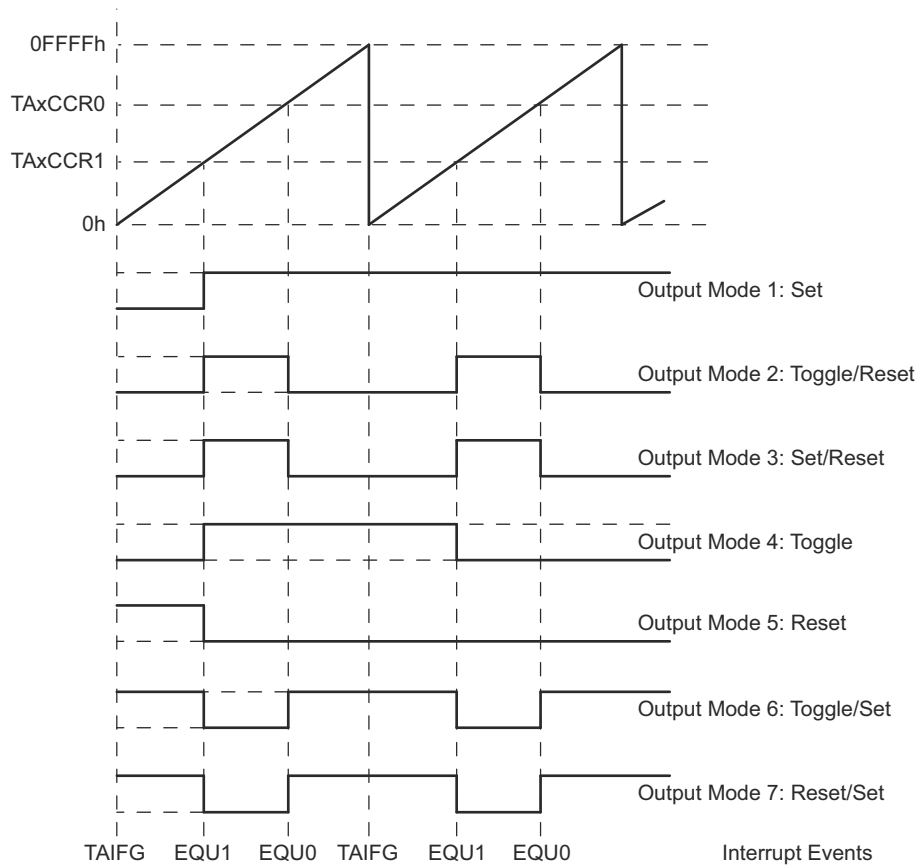 0FFFFh
TAxCCR0
TAxCCR1
0h
Output Mode 1: Set
Output Mode 2: Toggle/Reset
Output Mode 3: Set/Reset
Output Mode 4: Toggle
Output Mode 5: Reset
Output Mode 6: Toggle/Set
Output Mode 7: Reset/Set
TAIFG EQU1 EQU0 TAIFG EQU1 EQU0 Interrupt Events